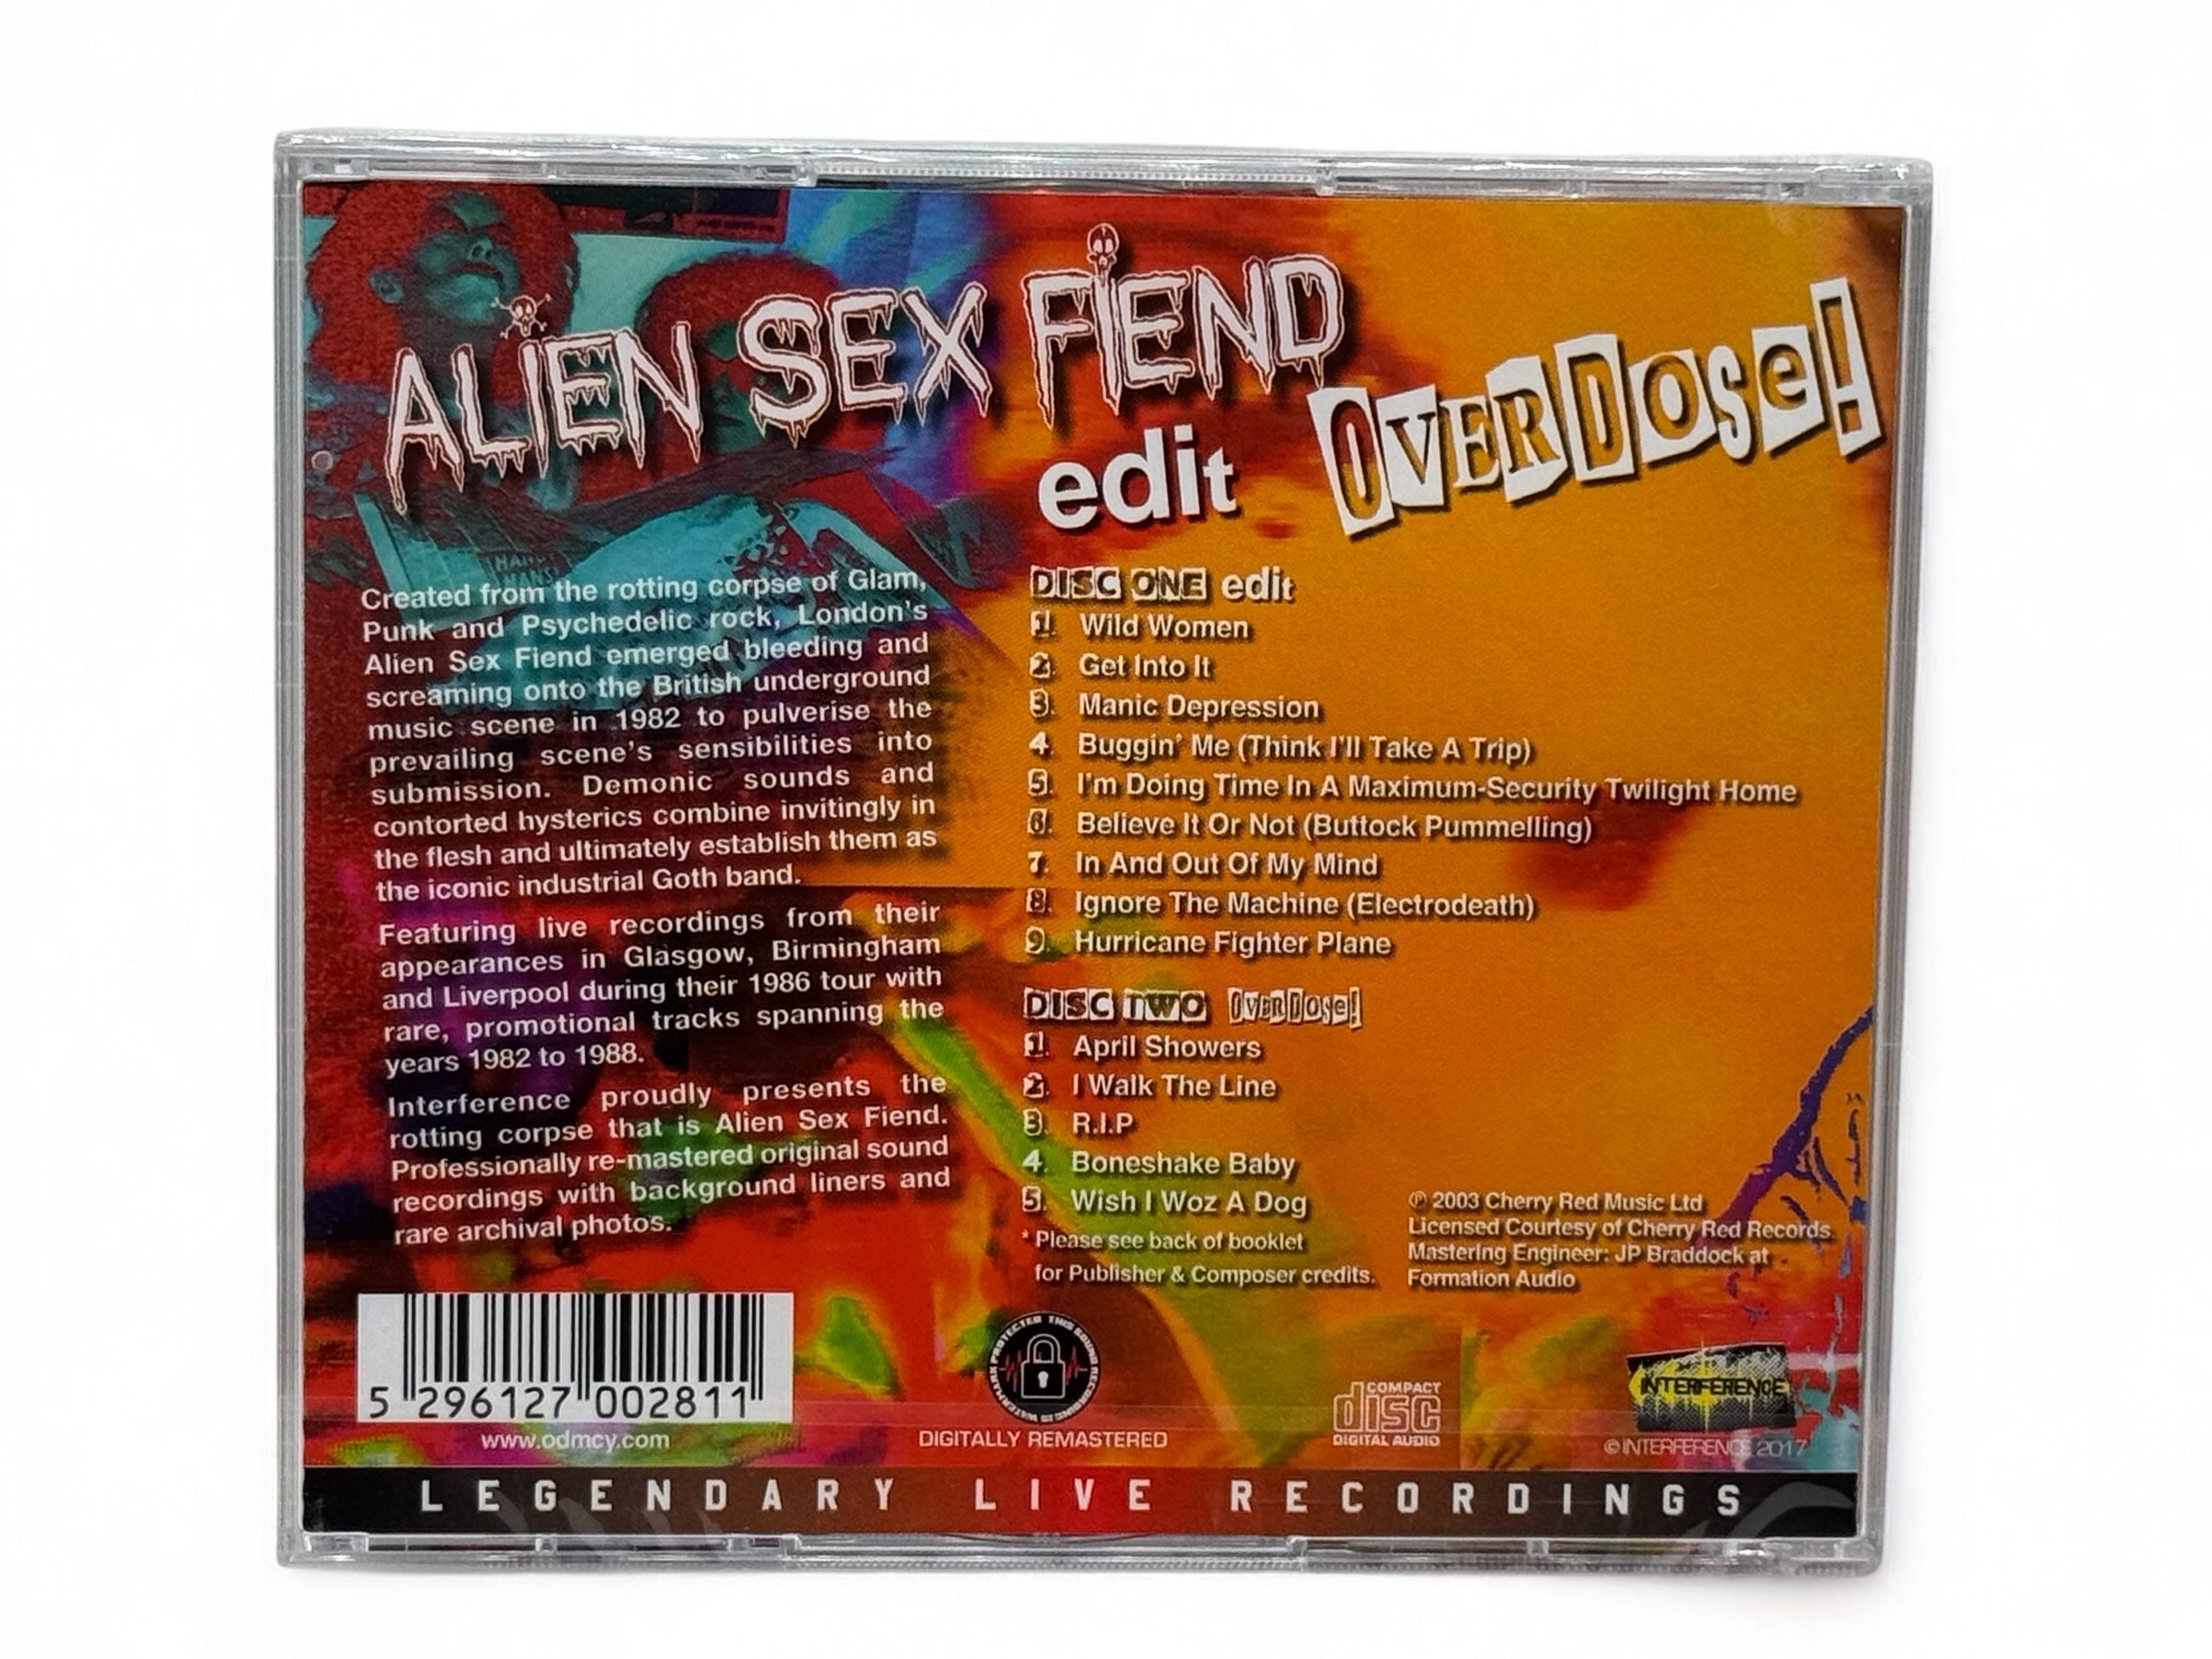 ALIEN SEX FIEND
edit OVERDOSE!
Created from the rotting corpse of Glam,
Punk and Psychedelic rock, London's
Alien Sex Fiend emerged bleeding and
screaming onto the British underground
music scene in 1982 to pulverise the
prevailing scene's sensibilities into
submission. Demonic sounds and
contorted hysterics combine invitingly in
the flesh and ultimately establish them as
the iconic industrial Goth band.
Featuring live recordings from their
appearances in Glasgow, Birmingham
and Liverpool during their 1986 tour with
rare, promotional tracks spanning the
years 1982 to 1988.
Interference proudly presents the
rotting corpse that is Alien Sex Fiend.
Professionally re-mastered original sound
recordings with background liners and
rare archival photos.
DISC ONE edit
1. Wild Women
2. Get Into It
3. Manic Depression
4. Buggin' Me (Think I'll Take A Trip)
5. I'm Doing Time In A Maximum-Security Twilight Home
6. Believe It Or Not (Buttock Pummelling)
7. In And Out Of My Mind
8. Ignore The Machine (Electrodeath)
9. Hurricane Fighter Plane
DISC TWO OVERDOSE!
1. April Showers
2. I Walk The Line
3. R.I.P
4. Boneshake Baby
5. Wish I Woz A Dog
* Please see back of booklet
for Publisher & Composer credits.
℗ 2003 Cherry Red Music Ltd
Licensed Courtesy of Cherry Red Records
Mastering Engineer: JP Braddock at
Formation Audio
5 296127 002811
www.odmcy.com
THIS SOUND RECORDING IS WATERMARK PROTECTED
DIGITALLY REMASTERED
COMPACT
disc
DIGITAL AUDIO
INTERFERENCE
© INTERFERENCE 2017
LEGENDARY LIVE RECORDINGS